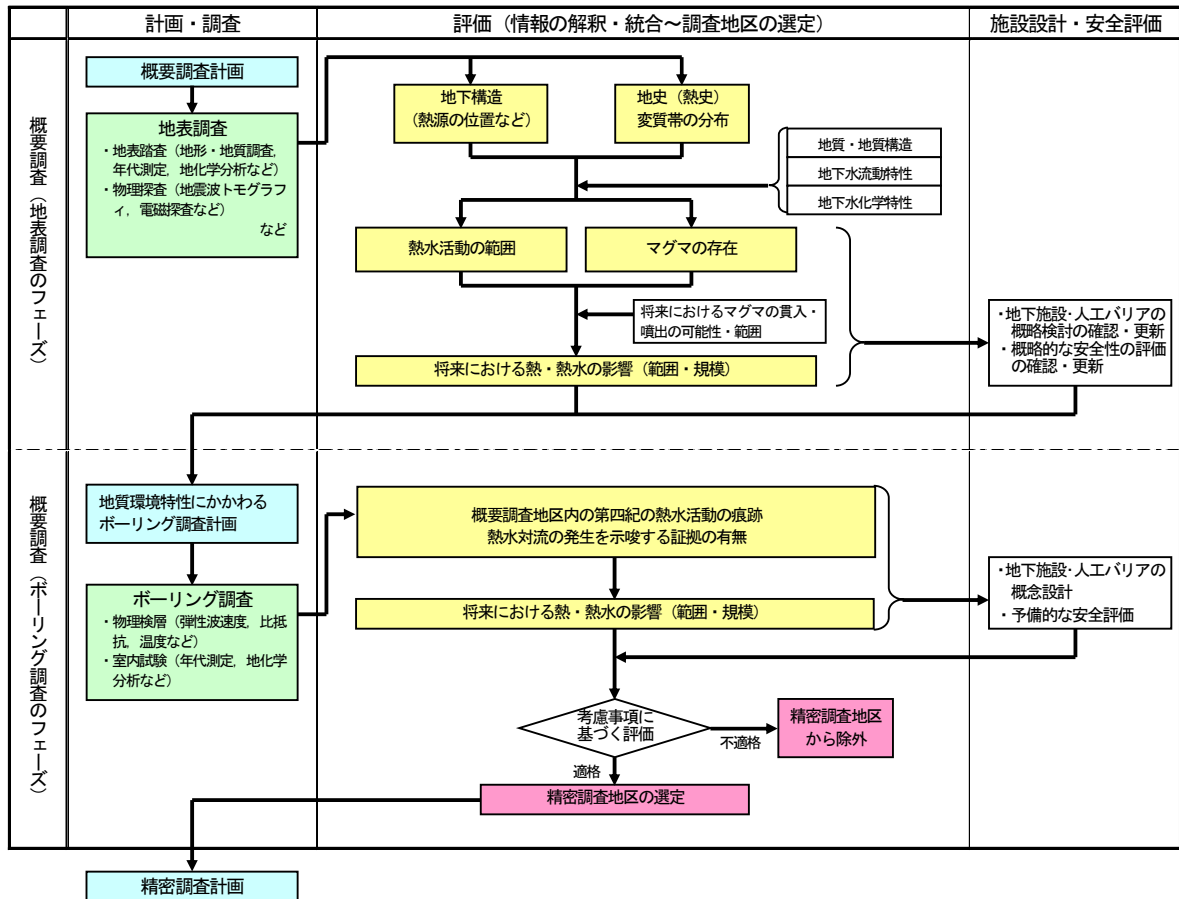 計画・調査
評価（情報の解釈・統合～調査地区の選定）
施設設計・安全評価
概要調査（地表調査のフェーズ）
概要調査計画
地表調査
・地表踏査（地形・地質調査，
年代測定，地化学分析など）
・物理探査（地震波トモグラフ
ィ，電磁探査など）
など
地下構造
（熱源の位置など）
地史（熱史）
変質帯の分布
地質・地質構造
地下水流動特性
地下水化学特性
熱水活動の範囲
マグマの存在
将来におけるマグマの貫入・
噴出の可能性・範囲
将来における熱・熱水の影響（範囲・規模）
・地下施設・人工バリアの
概略検討の確認・更新
・概略的な安全性の評価
の確認・更新
概要調査（ボーリング調査のフェーズ）
地質環境特性にかかわる
ボーリング調査計画
ボーリング調査
・物理検層（弾性波速度，比抵
抗，温度など）
・室内試験（年代測定，地化学
分析など）
概要調査地区内の第四紀の熱水活動の痕跡
熱水対流の発生を示唆する証拠の有無
将来における熱・熱水の影響（範囲・規模）
・地下施設・人工バリアの
概念設計
・予備的な安全評価
考慮事項に
基づく評価
不適格
精密調査地区
から除外
適格
精密調査地区の選定
精密調査計画